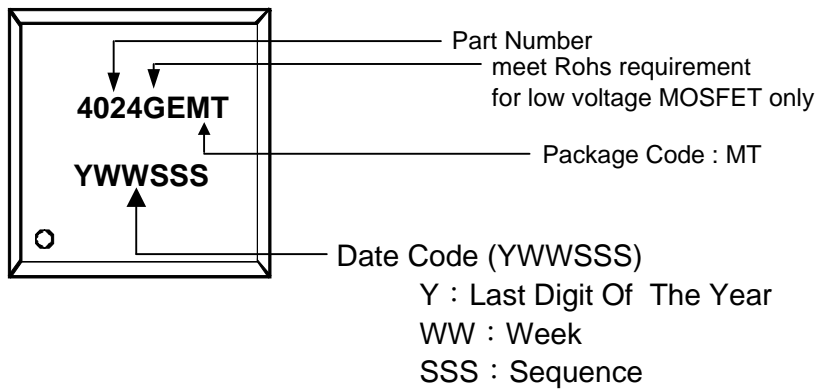 Part Number
meet Rohs requirement
for low voltage MOSFET only
4024GEMT
Package Code : MT
YWWSSS
Date Code (YWWSSS)
Y：Last Digit Of The Year
WW：Week
SSS：Sequence